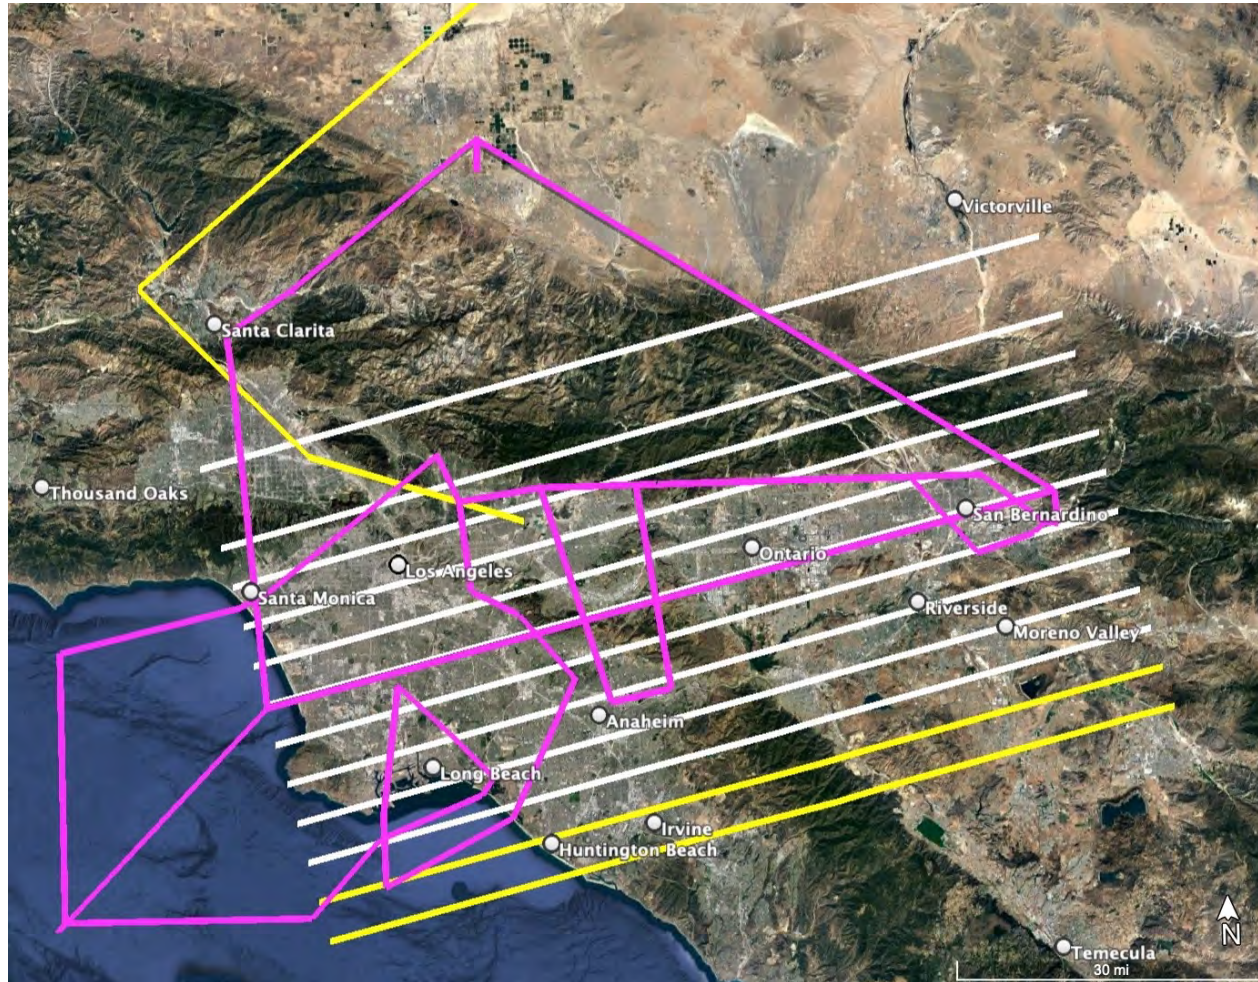 Victorville
Santa Clarita
Thousand Oaks
San Bernardino
Ontario
Los Angeles
Santa Monica
Riverside
Moreno Valley
Anaheim
Long Beach
Irvine
Huntington Beach
N
Temecula
30 mi